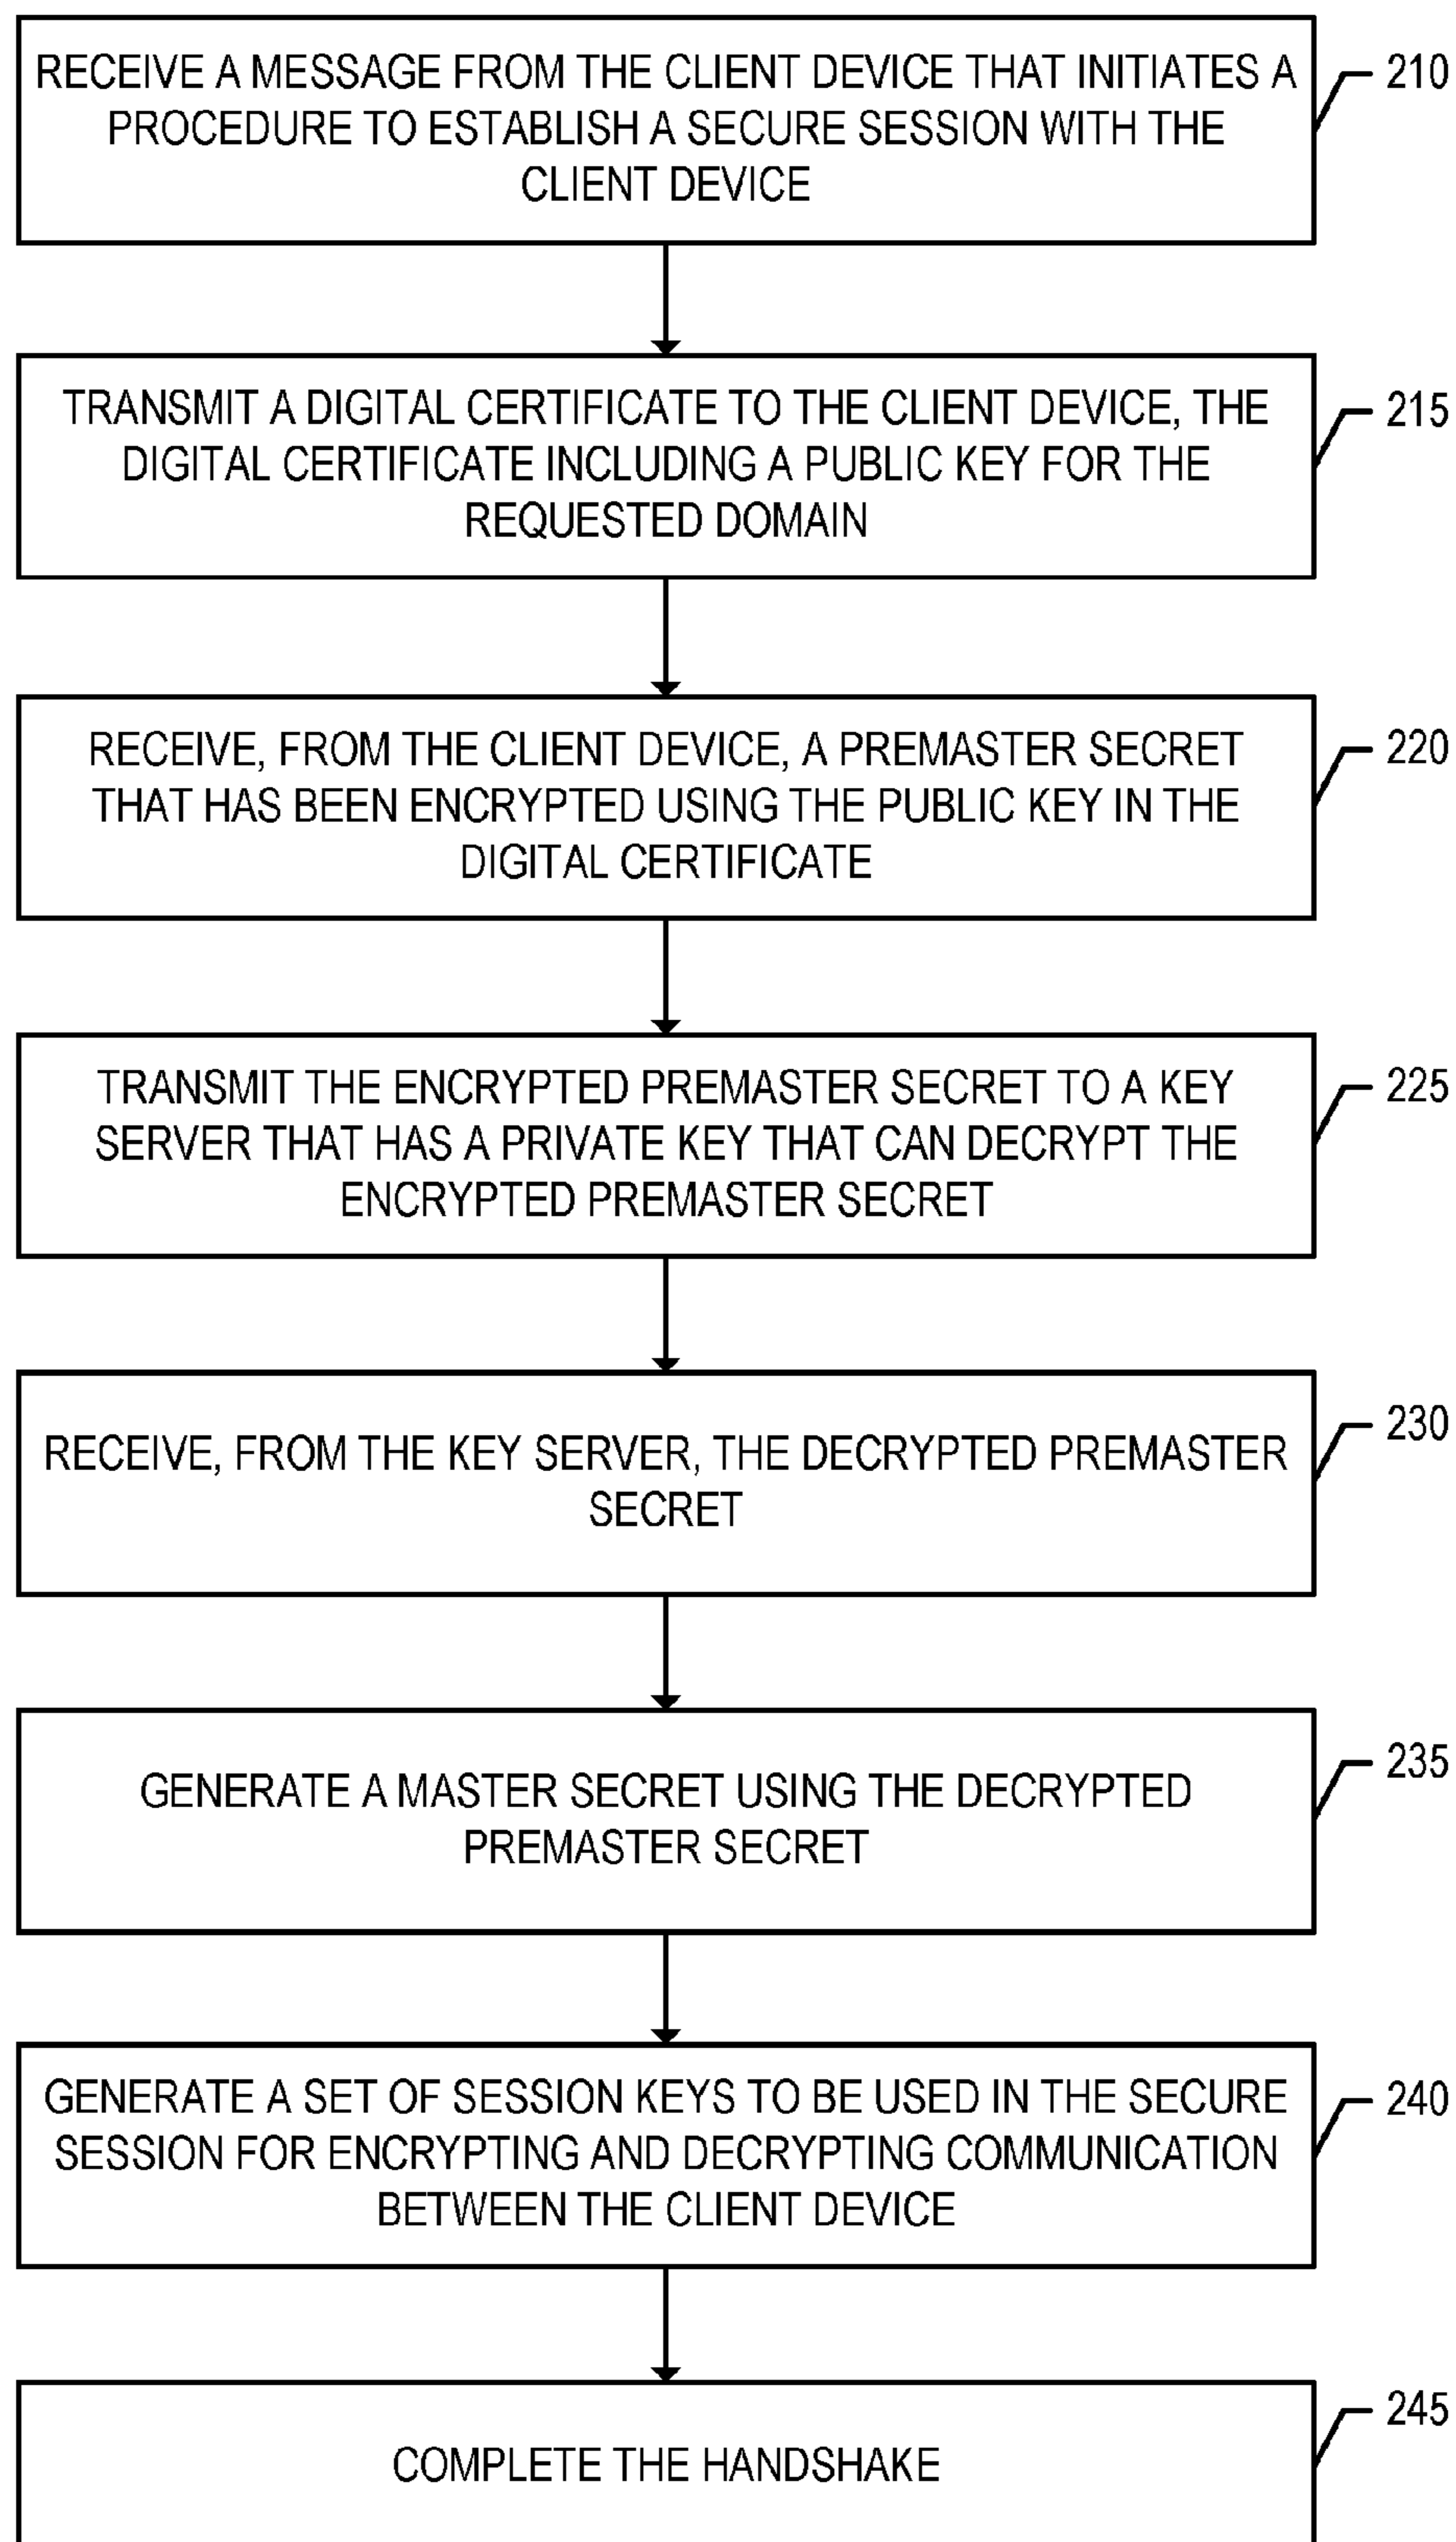 RECEIVE A MESSAGE FROM THE CLIENT DEVICE THAT INITIATES A
PROCEDURE TO ESTABLISH A SECURE SESSION WITH THE
CLIENT DEVICE
210
TRANSMIT A DIGITAL CERTIFICATE TO THE CLIENT DEVICE, THE
DIGITAL CERTIFICATE INCLUDING A PUBLIC KEY FOR THE
REQUESTED DOMAIN
215
RECEIVE, FROM THE CLIENT DEVICE, A PREMASTER SECRET
THAT HAS BEEN ENCRYPTED USING THE PUBLIC KEY IN THE
DIGITAL CERTIFICATE
220
TRANSMIT THE ENCRYPTED PREMASTER SECRET TO A KEY
SERVER THAT HAS A PRIVATE KEY THAT CAN DECRYPT THE
ENCRYPTED PREMASTER SECRET
225
RECEIVE, FROM THE KEY SERVER, THE DECRYPTED PREMASTER
SECRET
230
GENERATE A MASTER SECRET USING THE DECRYPTED
PREMASTER SECRET
235
GENERATE A SET OF SESSION KEYS TO BE USED IN THE SECURE
SESSION FOR ENCRYPTING AND DECRYPTING COMMUNICATION
BETWEEN THE CLIENT DEVICE
240
COMPLETE THE HANDSHAKE
245